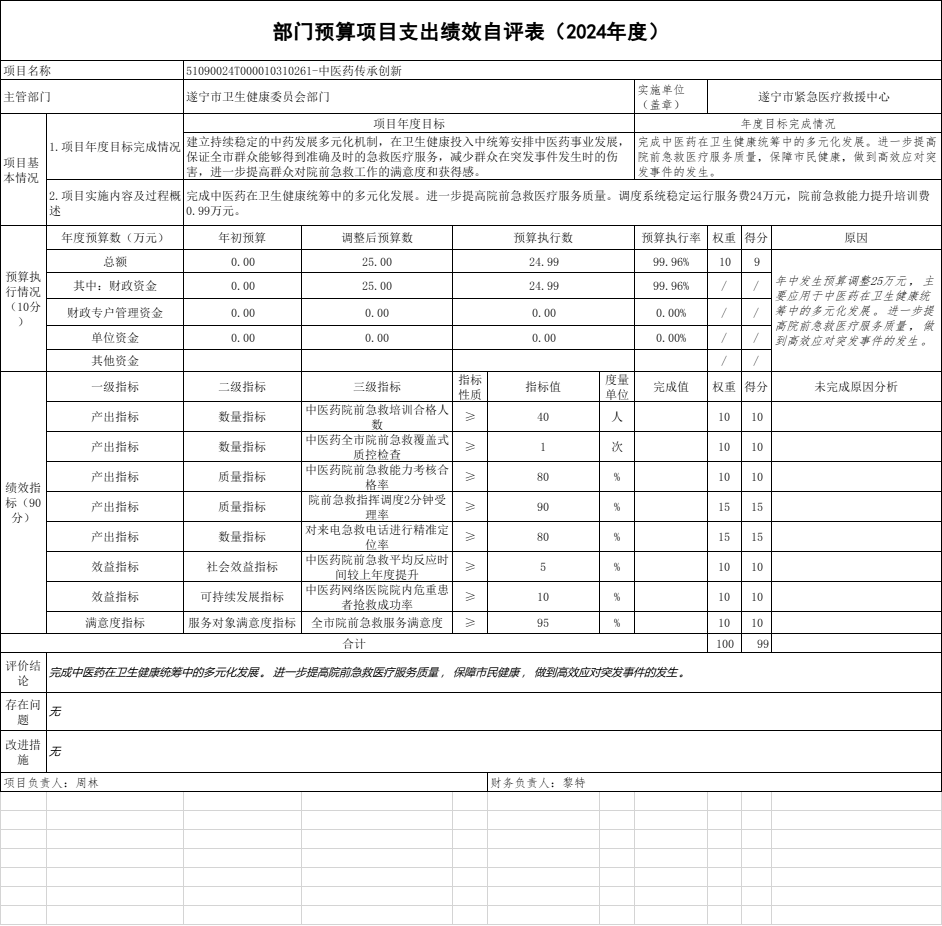 部门预算项目支出绩效自评表（2024年度）
项目名称 51090024T000010310261-中医药传承创新
主管部门 遂宁市卫生健康委员会部门 实施单位（盖章） 遂宁市紧急医疗救援中心
项目基本情况
1.项目年度目标完成情况
项目年度目标 年度目标完成情况
建立持续稳定的中药发展多元化机制，在卫生健康投入中统筹安排中医药事业发展，
保证全市群众能够得到准确及时的急救医疗服务，减少群众在突发事件发生时的伤
害，进一步提高群众对院前急救工作的满意度和获得感。
完成中医药在卫生健康统筹中的多元化发展。进一步提高
院前急救医疗服务质量，保障市民健康，做到高效应对突
发事件的发生。
2.项目实施内容及过程概述
完成中医药在卫生健康统筹中的多元化发展。进一步提高院前急救医疗服务质量。调度系统稳定运行服务费24万元，院前急救能力提升培训费
0.99万元。
预算执行情况（10分）
年度预算数（万元） 年初预算 调整后预算数 预算执行数 预算执行率 权重 得分 原因
总额 0.00 25.00 24.99 99.96% 10 9
其中：财政资金 0.00 25.00 24.99 99.96% / /
财政专户管理资金 0.00 0.00 0.00 0.00% / /
单位资金 0.00 0.00 0.00 0.00% / /
其他资金 / /
年中发生预算调整25万元，主
要应用于中医药在卫生健康统
筹中的多元化发展。进一步提
高院前急救医疗服务质量，做
到高效应对突发事件的发生。
绩效指标（90分）
一级指标 二级指标 三级指标 指标性质 指标值 度量单位 完成值 权重 得分 未完成原因分析
产出指标 数量指标 中医药院前急救培训合格人数 ≥ 40 人 10 10
产出指标 数量指标 中医药全市院前急救覆盖式质控检查 ≥ 1 次 10 10
产出指标 质量指标 中医药院前急救能力考核合格率 ≥ 80 % 10 10
产出指标 质量指标 院前急救指挥调度2分钟受理率 ≥ 90 % 15 15
产出指标 数量指标 对来电急救电话进行精准定位率 ≥ 80 % 15 15
效益指标 社会效益指标 中医药院前急救平均反应时间较上年度提升 ≥ 5 % 10 10
效益指标 可持续发展指标 中医药网络医院院内危重患者抢救成功率 ≥ 10 % 10 10
满意度指标 服务对象满意度指标 全市院前急救服务满意度 ≥ 95 % 10 10
合计 100 99
评价结论 完成中医药在卫生健康统筹中的多元化发展。进一步提高院前急救医疗服务质量，保障市民健康，做到高效应对突发事件的发生。
存在问题 无
改进措施 无
项目负责人：周林 财务负责人：黎特